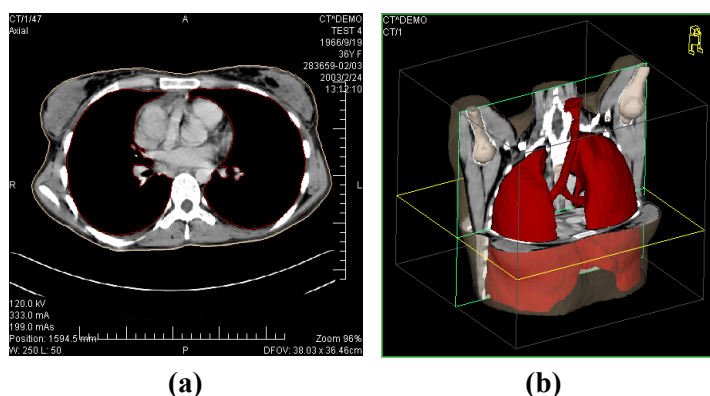 CT/1/47
Axial
A
CT^DEMO
TEST 4
1966/9/19
36Y F
283659-02/03
2003/2/24
13:12:10
R
L
120.0 kV
333.0 mA
199.0 mAs
Position: 1594.5 mm
W: 250 L: 50
P
Zoom 96%
DFOV: 38.03 x 36.46cm
CT^DEMO
CT/1
(a)
(b)